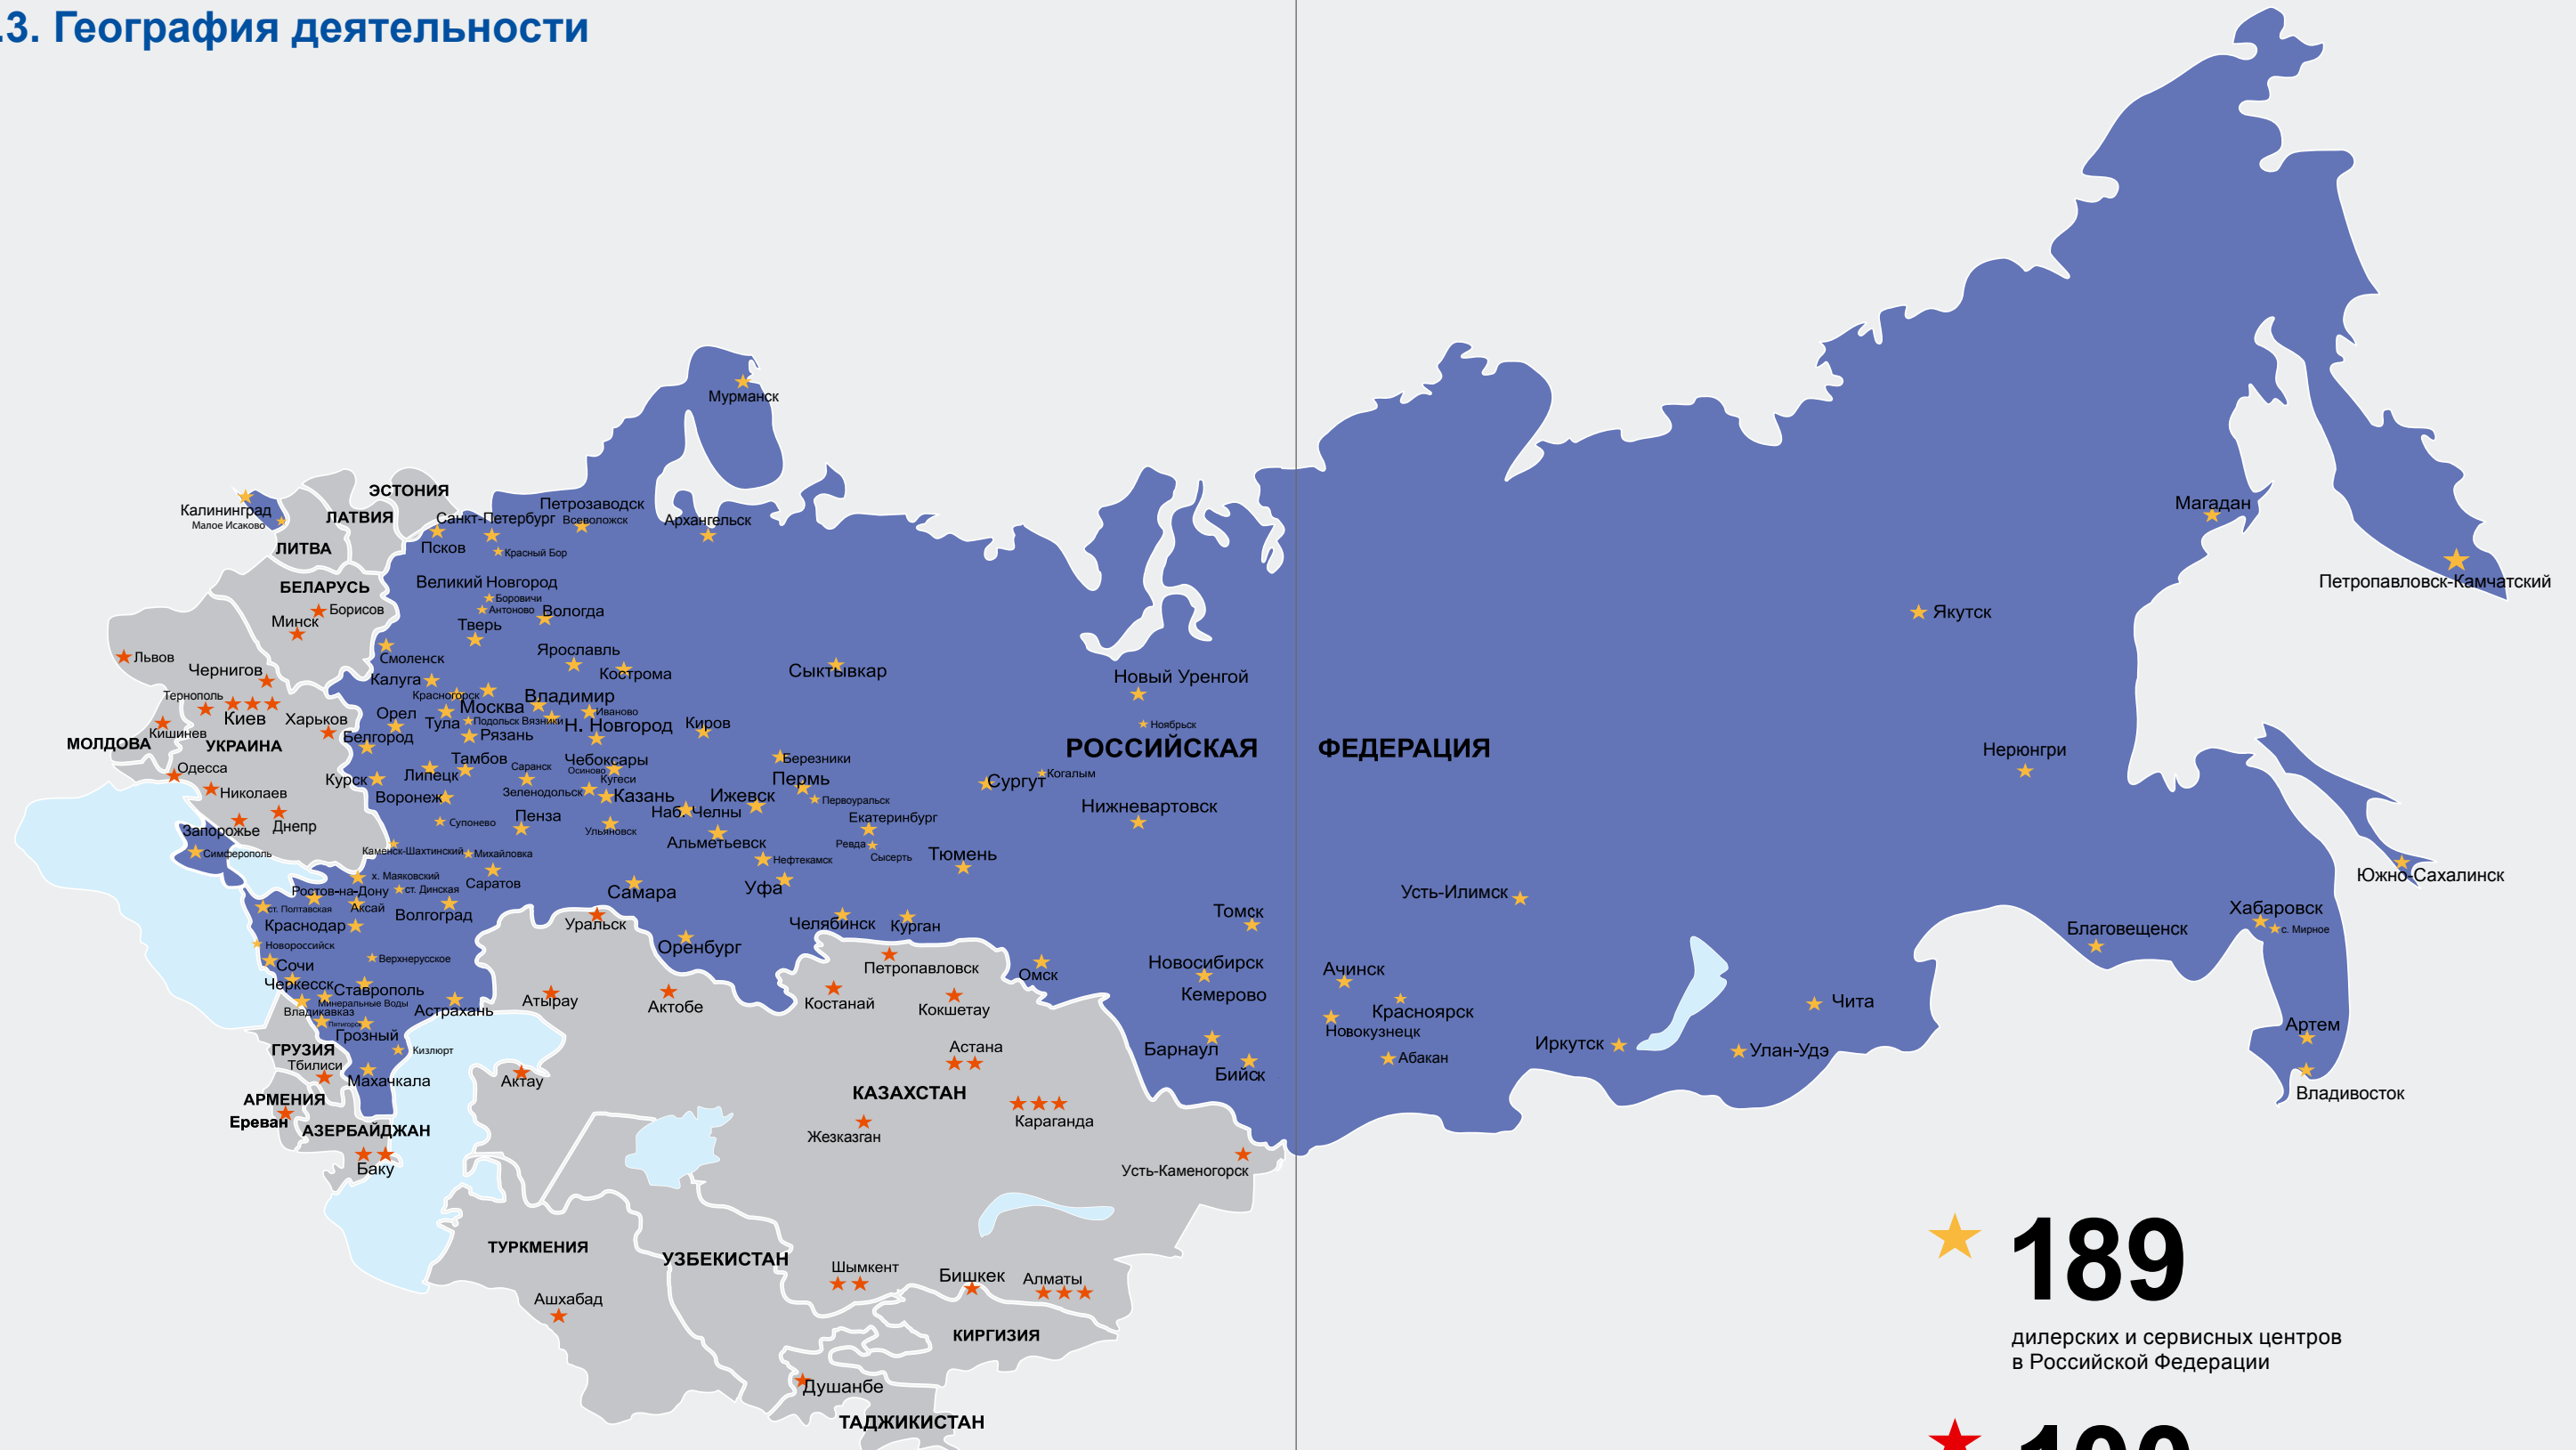 .3. География деятельности
Мурманск
ЭСТОНИЯ
Калининград
Малое Исаково
ЛАТВИЯ
ЛИТВА
Санкт-Петербург
Петрозаводск
Всеволожск
Архангельск
Псков
Красный Бор
Магадан
Петропавловск-Камчатский
БЕЛАРУСЬ
Борисов
Минск
Великий Новгород
Боровичи
Антоново
Вологда
Тверь
Якутск
Львов
Чернигов
Тернополь
Киев
Харьков
Смоленск
Калуга
Красногорск
Москва
Ярославль
Кострома
Сыктывкар
Владимир
Иваново
Новый Уренгой
Ноябрьск
Кишинев
МОЛДОВА
УКРАИНА
Орел
Тула
Подольск
Вязники
Н. Новгород
Киров
Белгород
Рязань
РОССИЙСКАЯ
ФЕДЕРАЦИЯ
Нерюнгри
Одесса
Николаев
Запорожье
Днепр
Симферополь
Курск
Липецк
Тамбов
Саранск
Чебоксары
Осиново
Кугеси
Березники
Пермь
Сургут
Когалым
Воронеж
Зеленодольск
Казань
Ижевск
Первоуральск
Нижневартовск
Наб. Челны
Супонево
Пенза
Ульяновск
Екатеринбург
Альметьевск
Ревда
Сысерть
Каменск-Шахтинский
Михайловка
Нефтекамск
Тюмень
х. Маяковский
Саратов
Ростов-на-Дону
ст. Динская
Самара
Уфа
Усть-Илимск
Южно-Сахалинск
ст. Полтавская
Аксай
Волгоград
Уральск
Челябинск
Курган
Томск
Хабаровск
с. Мирное
Краснодар
Благовещенск
Новороссийск
Оренбург
Верхнерусское
Сочи
Петропавловск
Омск
Новосибирск
Ачинск
Черкесск
Ставрополь
Кемерово
Минеральные Воды
Астрахань
Атырау
Актобе
Костанай
Кокшетау
Красноярск
Чита
Владикавказ
Пятигорск
Грозный
Новокузнецк
Артем
ГРУЗИЯ
Кизлюрт
Астана
Барнаул
Абакан
Иркутск
Улан-Удэ
Тбилиси
Махачкала
Актау
Бийск
КАЗАХСТАН
Владивосток
АРМЕНИЯ
Ереван
АЗЕРБАЙДЖАН
Караганда
Жезказган
Баку
Усть-Каменогорск
ТУРКМЕНИЯ
УЗБЕКИСТАН
Шымкент
Бишкек
Алматы
Ашхабад
КИРГИЗИЯ
Душанбе
ТАДЖИКИСТАН
189
дилерских и сервисных центров
в Российской Федерации